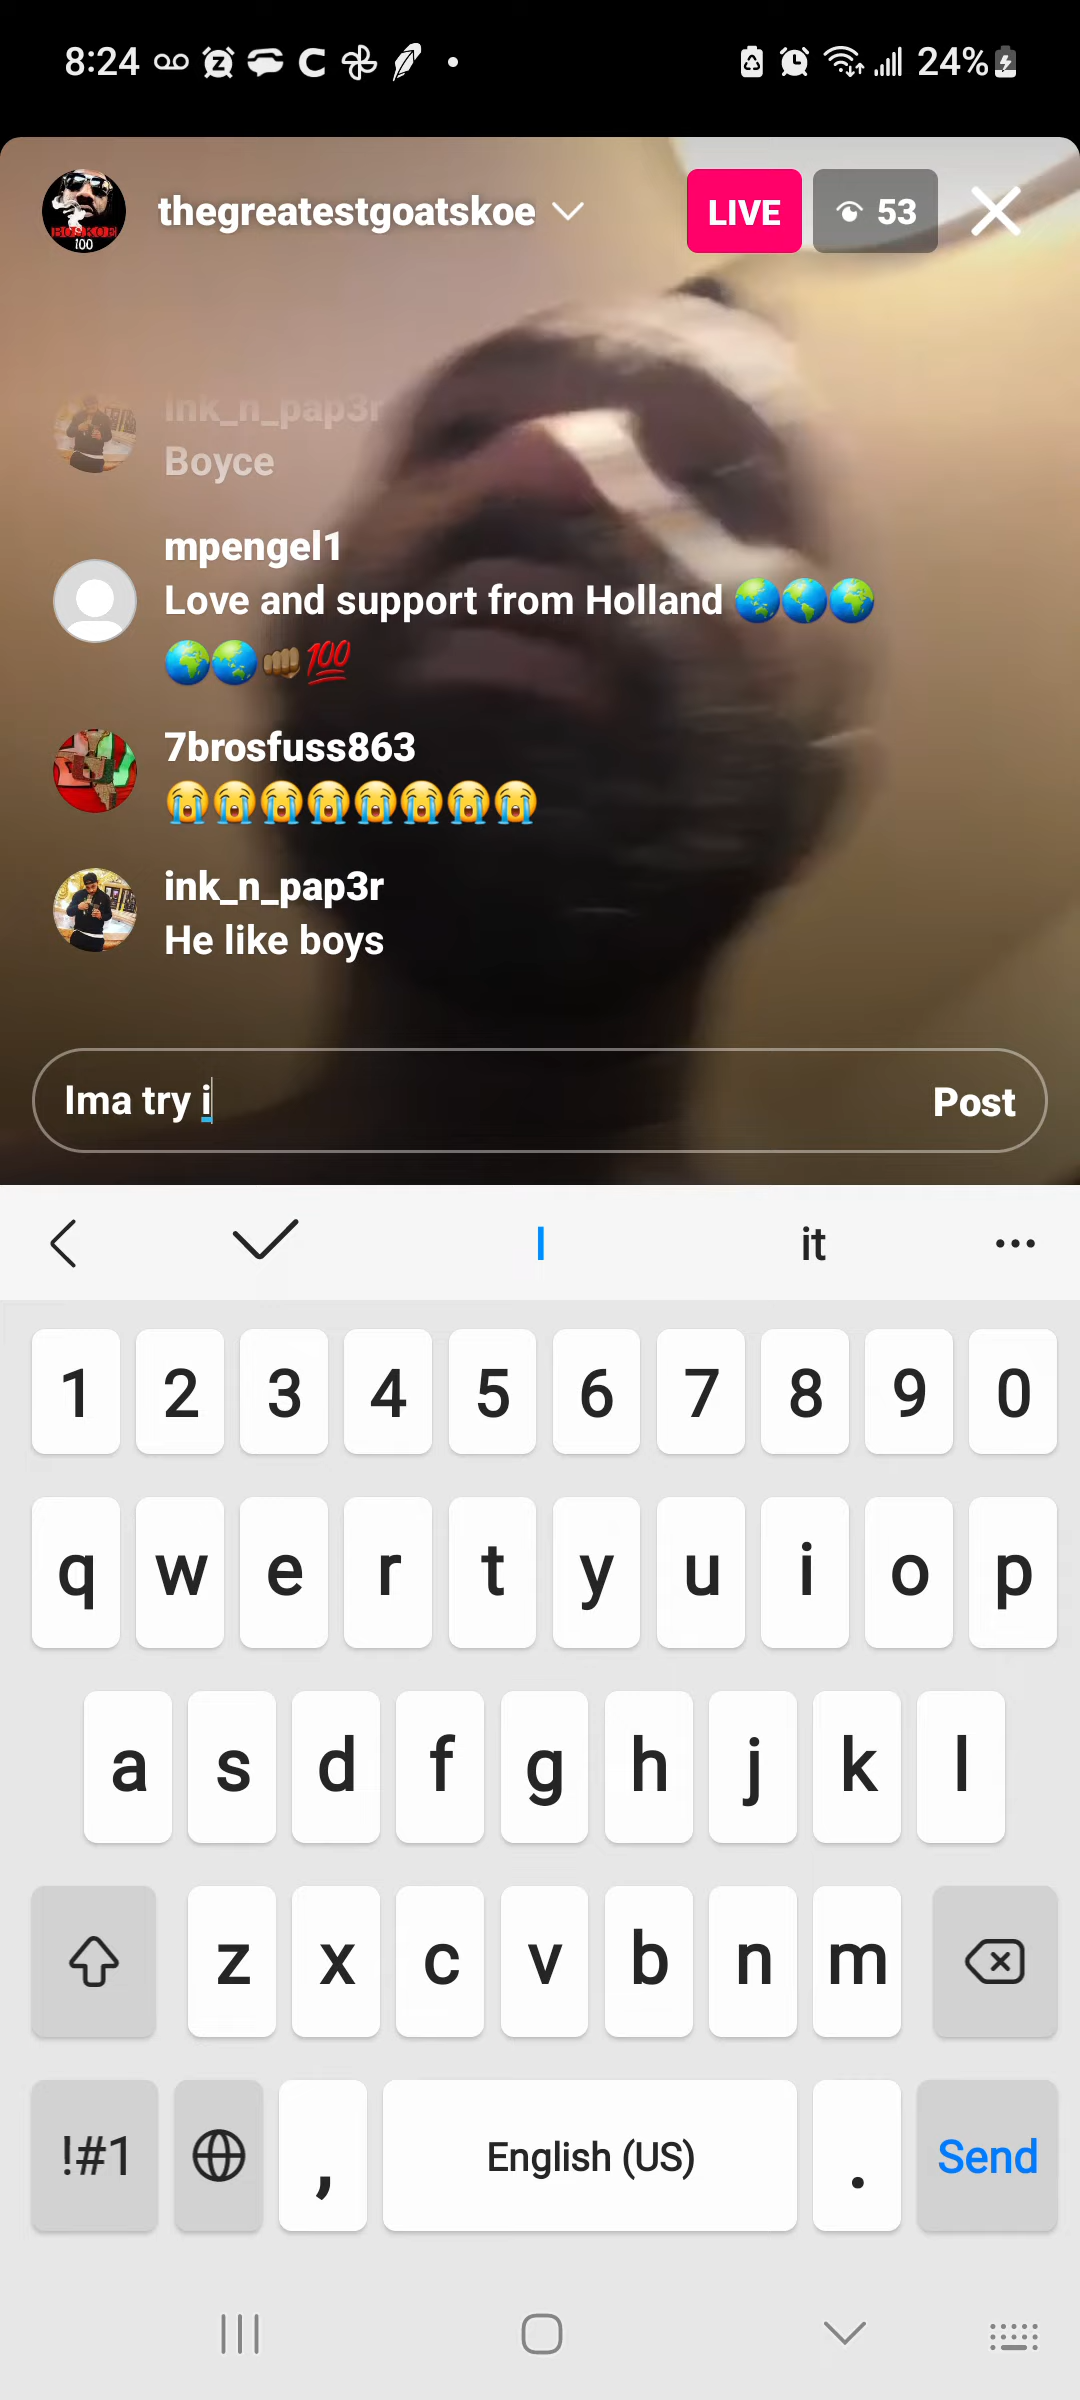 8:24
24%
thegreatestgoatskoe
LIVE
53
BOSKOE
100
ink_n_pap3r
Boyce
mpengel1
Love and support from Holland 🌏🌎🌍
🌍🌏👊🏾💯
7brosfuss863
😭😭😭😭😭😭😭😭
ink_n_pap3r
He like boys
Ima try i
Post
I
it
1 2 3 4 5 6 7 8 9 0
q w e r t y u i o p
a s d f g h j k l
z x c v b n m
!#1 , English (US) . Send